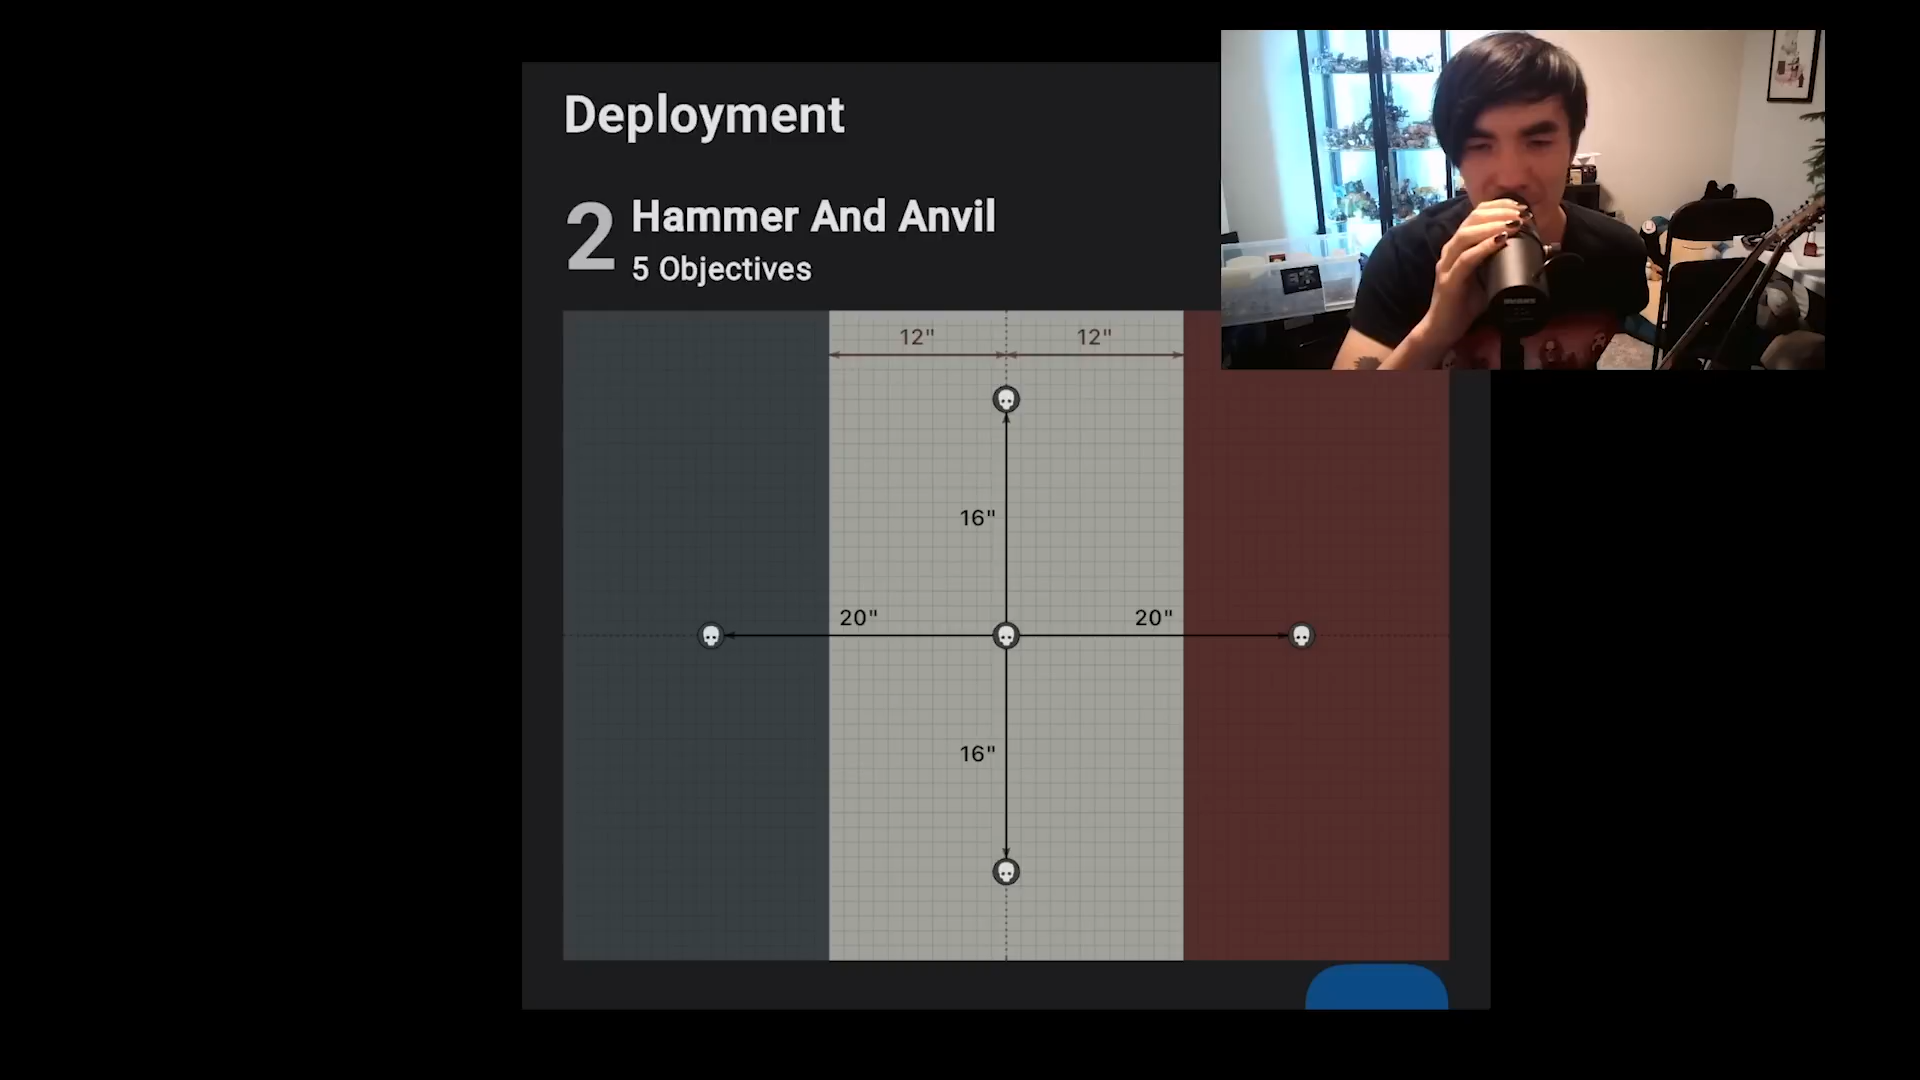 Deployment
2 Hammer And Anvil
5 Objectives
12" 12"
16"
20" 20"
16"